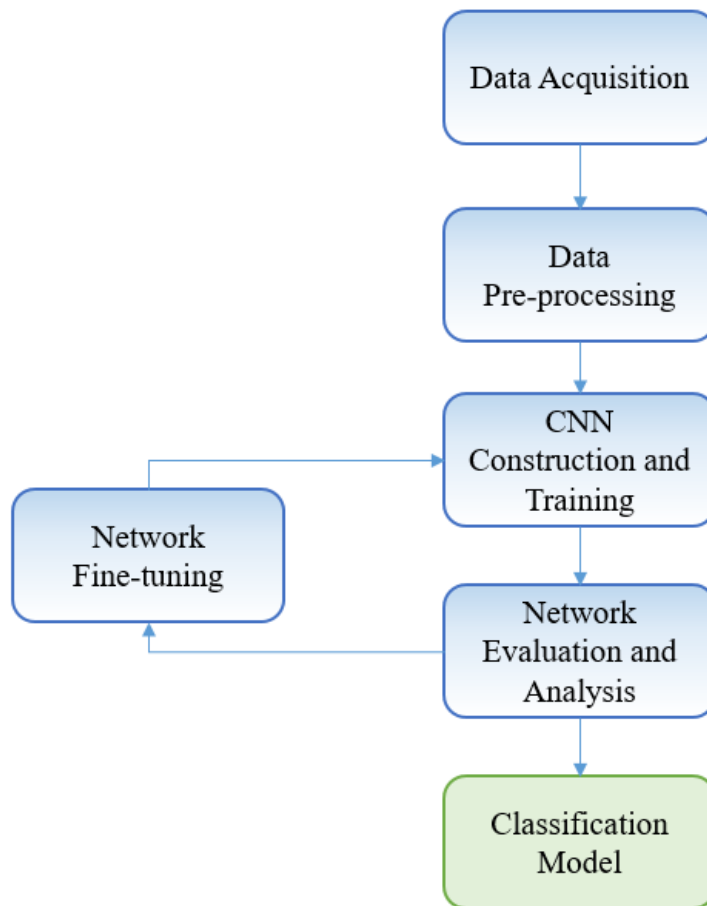 Data Acquisition
Data
Pre-processing
CNN
Construction and
Training
Network
Fine-tuning
Network
Evaluation and
Analysis
Classification
Model